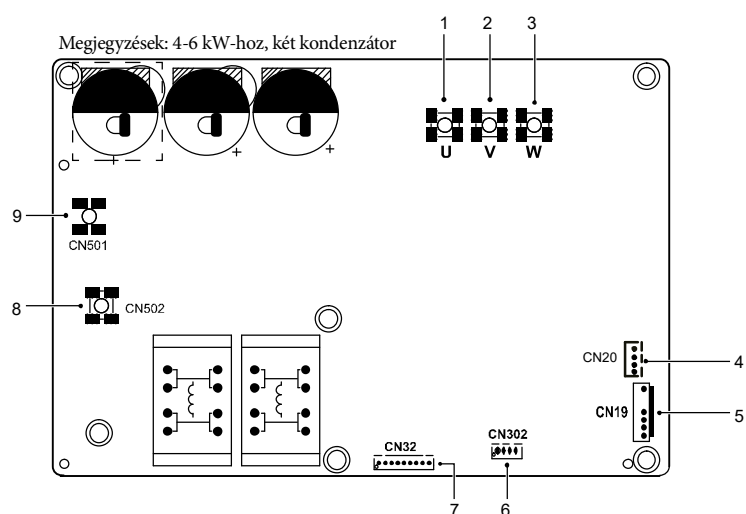 1 2 3
Megjegyzések: 4-6 kW-hoz, két kondenzátor
+ + +
U V W
9
CN501
8 CN502
CN20 4
CN19 5
CN302
CN32
7 6